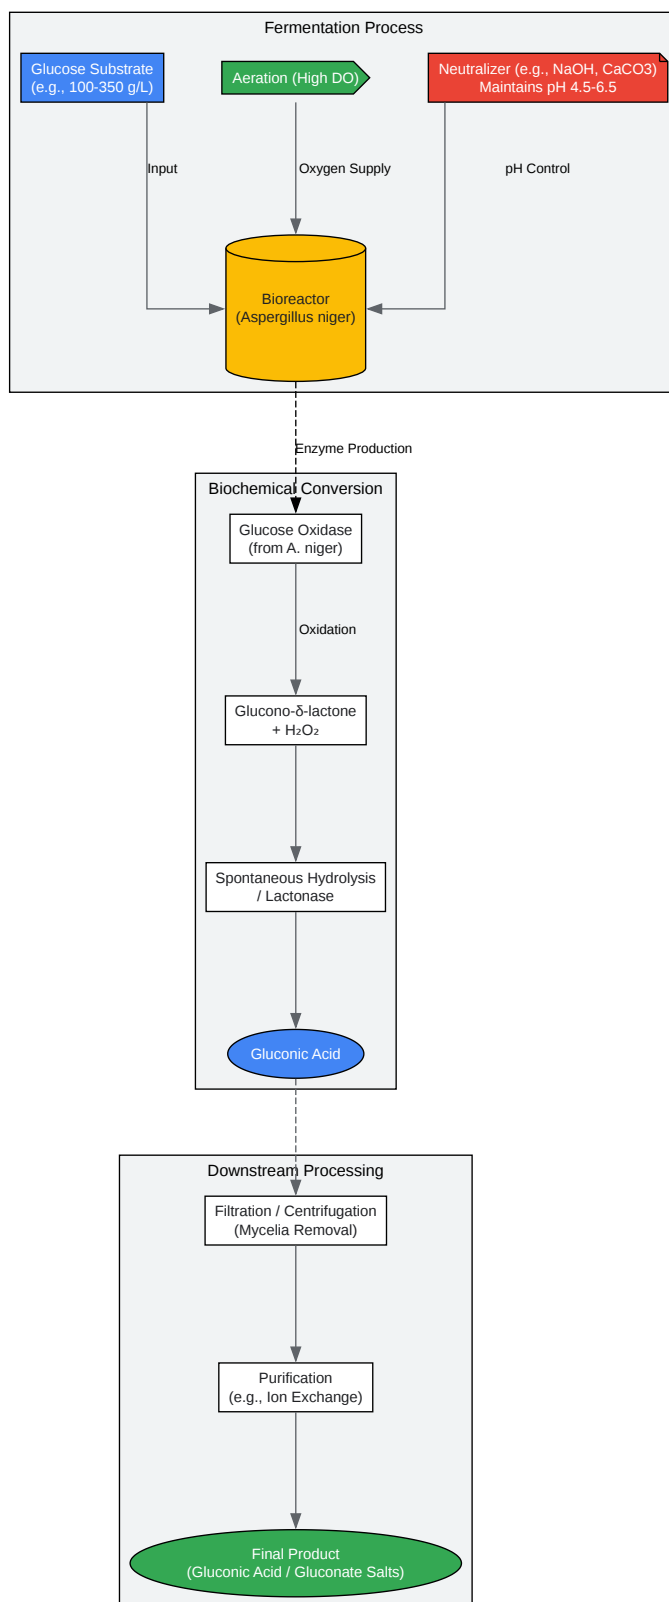 Fermentation Process
Glucose Substrate
(e.g., 100-350 g/L)
Aeration (High DO)
Neutralizer (e.g., NaOH, CaCO3)
Maintains pH 4.5-6.5
Input
Oxygen Supply
pH Control
Bioreactor
(Aspergillus niger)
Enzyme Production
Biochemical Conversion
Glucose Oxidase
(from A. niger)
Oxidation
Glucono-δ-lactone
+ H₂O₂
Spontaneous Hydrolysis
/ Lactonase
Gluconic Acid
Downstream Processing
Filtration / Centrifugation
(Mycelia Removal)
Purification
(e.g., Ion Exchange)
Final Product
(Gluconic Acid / Gluconate Salts)